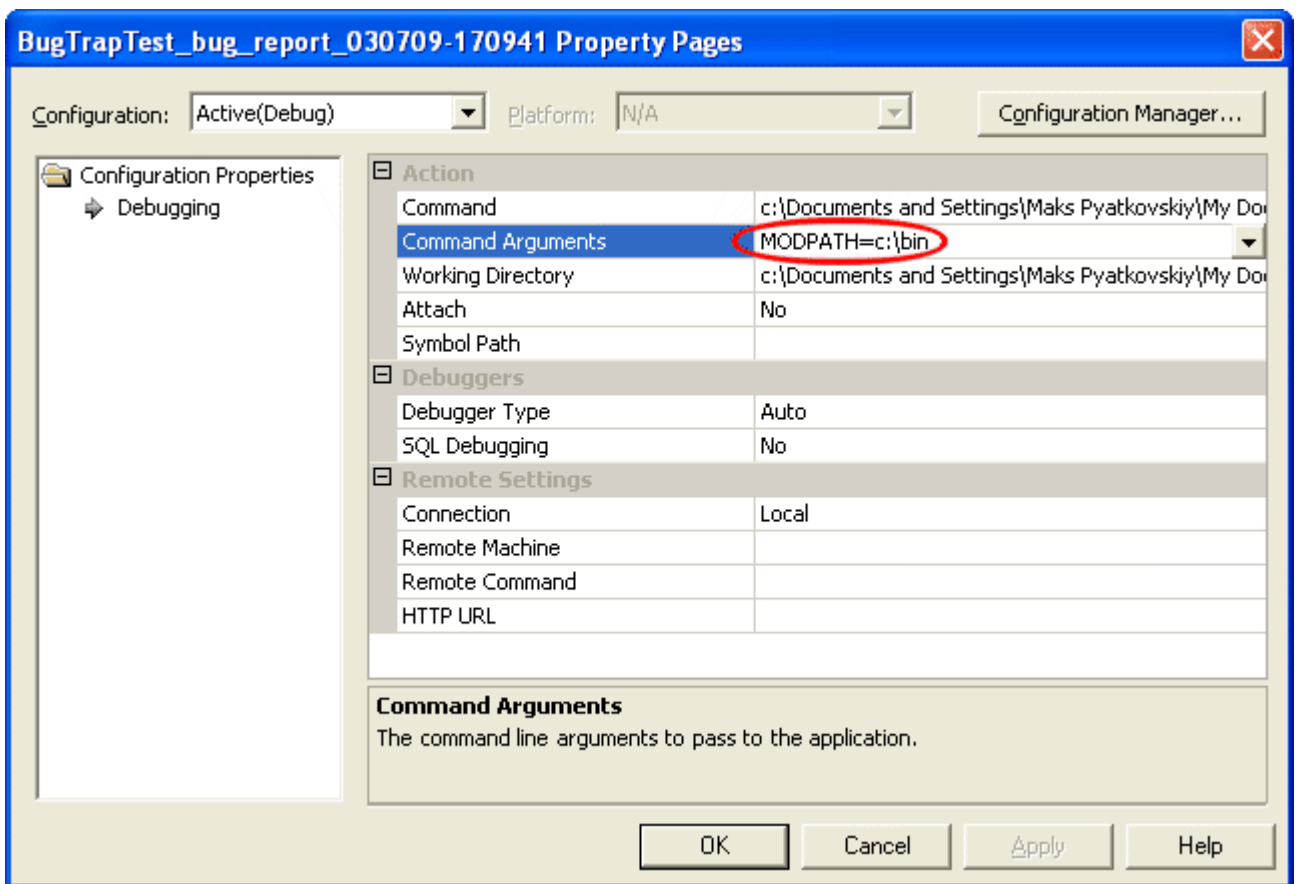 BugTrapTest_bug_report_030709-170941 Property Pages
Configuration: Active(Debug) Platform: N/A Configuration Manager...
Configuration Properties
Debugging
Action
Command c:\Documents and Settings\Maks Pyatkovskiy\My Do
Command Arguments MODPATH=c:\bin
Working Directory c:\Documents and Settings\Maks Pyatkovskiy\My Do
Attach No
Symbol Path
Debuggers
Debugger Type Auto
SQL Debugging No
Remote Settings
Connection Local
Remote Machine
Remote Command
HTTP URL
Command Arguments
The command line arguments to pass to the application.
OK Cancel Apply Help